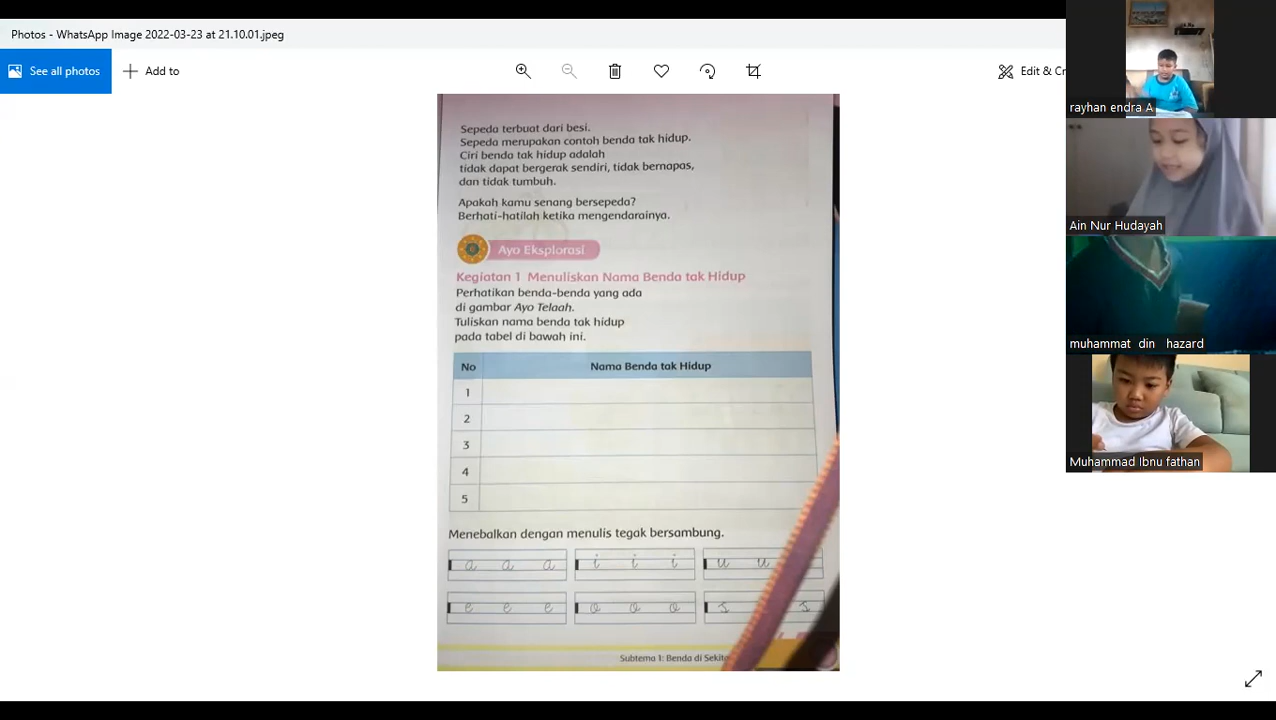 Photos - WhatsApp Image 2022-03-23 at 21.10.01.jpeg
See all photos
Add to
Edit & Cr
Sepeda terbuat dari besi.
Sepeda merupakan contoh benda tak hidup.
Ciri benda tak hidup adalah
tidak dapat bergerak sendiri, tidak bernapas,
dan tidak tumbuh.
Apakah kamu senang bersepeda?
Berhati-hatilah ketika mengendarainya.
Ayo Eksplorasi
Kegiatan 1 Menuliskan Nama Benda tak Hidup
Perhatikan benda-benda yang ada
di gambar Ayo Telaah.
Tuliskan nama benda tak hidup
pada tabel di bawah ini.
No Nama Benda tak Hidup
1
2
3
4
5
Menebalkan dengan menulis tegak bersambung.
a a a i i i u u
e e e o o o s s
Subtema 1: Benda di Sekita
rayhan endra A
Ain Nur Hudayah
muhammat din hazard
Muhammad Ibnu fathan